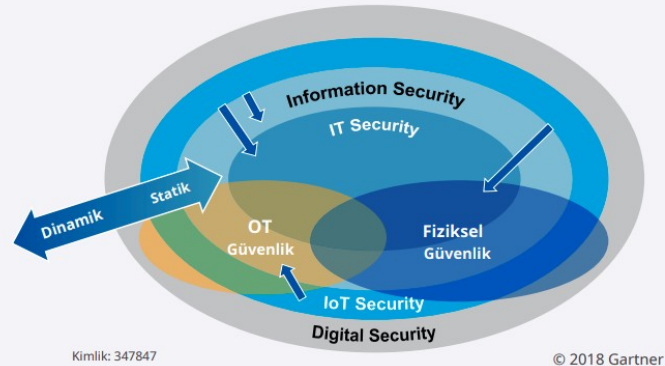 Information Security
IT Security
Dinamik
Statik
OT
Güvenlik
Fiziksel
Güvenlik
IoT Security
Digital Security
Kimlik: 347847
© 2018 Gartner